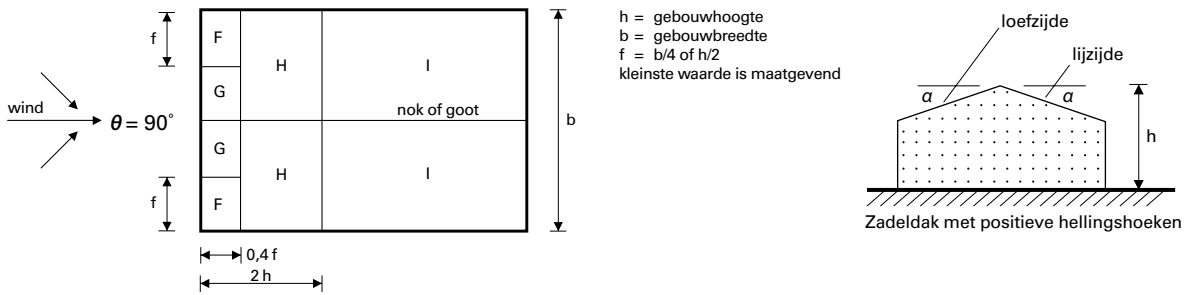 f
F
H
I
h = gebouwhoogte
b = gebouwbreedte
f = b/4 of h/2
kleinste waarde is maatgevend
loefzijde
lijzijde
α
α
wind
θ = 90°
G
nok of goot
b
h
G
H
I
f
F
Zadeldak met positieve hellingshoeken
0,4 f
2 h